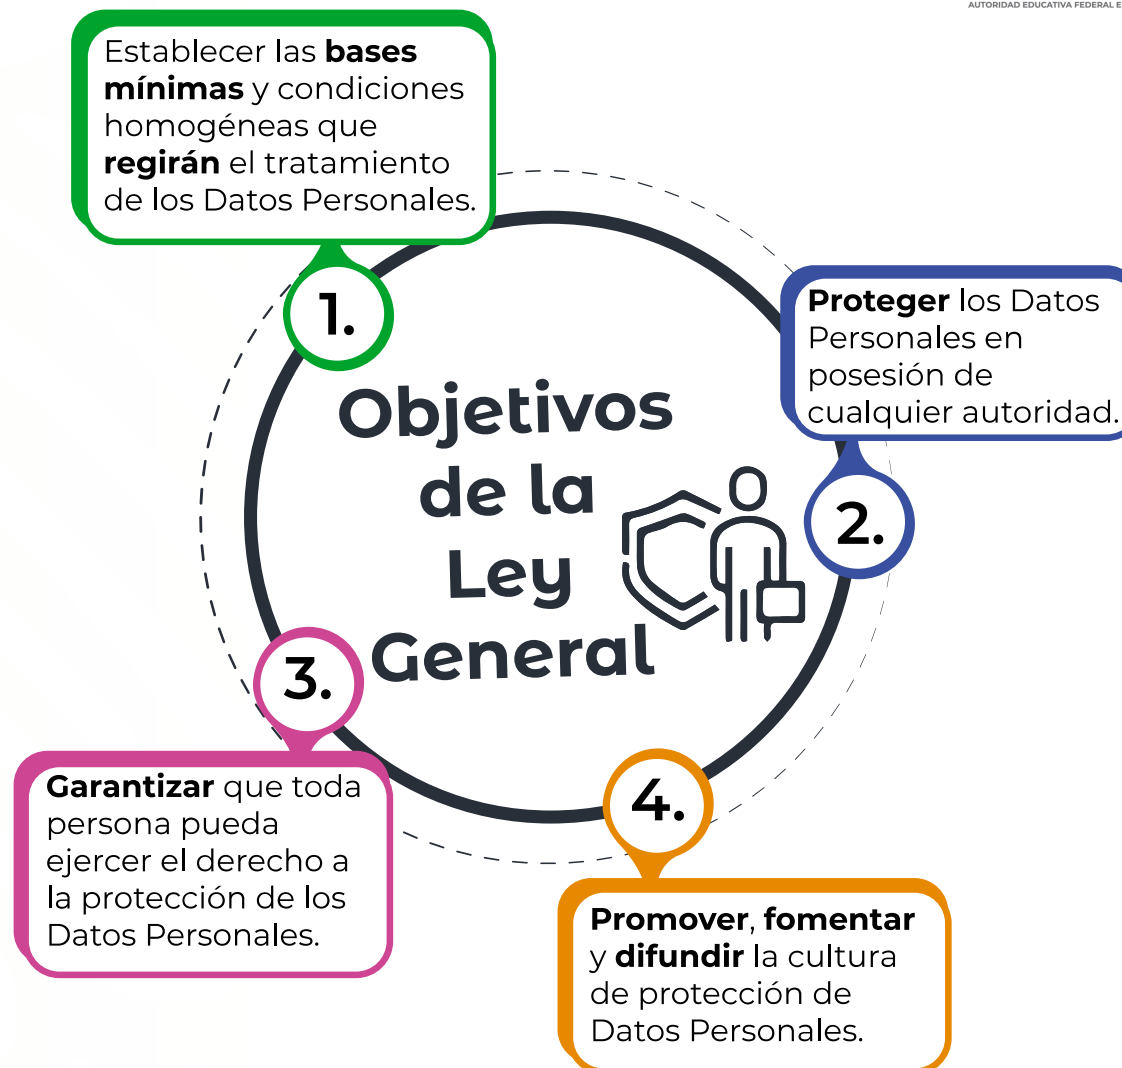 AUTORIDAD EDUCATIVA FEDERAL E
Establecer las bases
mínimas y condiciones
homogéneas que
regirán el tratamiento
de los Datos Personales.
1.
Proteger los Datos
Personales en
posesión de
cualquier autoridad.
2.
Objetivos
de la
Ley
General
3.
Garantizar que toda
persona pueda
ejercer el derecho a
la protección de los
Datos Personales.
4.
Promover, fomentar
y difundir la cultura
de protección de
Datos Personales.